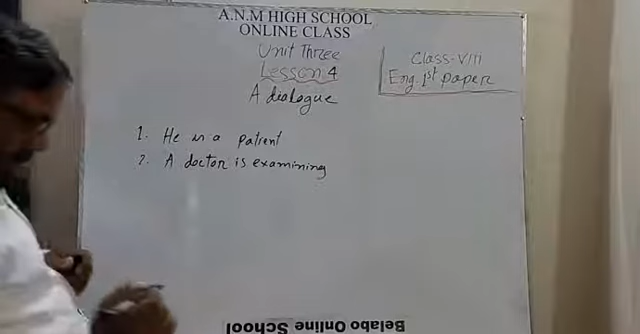 A.N.M HIGH SCHOOL
ONLINE CLASS
Unit Three
Lesson 4
A dialogue
Class-VIII
Eng. 1st paper
1. He is a patient
2. A doctor is examining
Belabo Online School